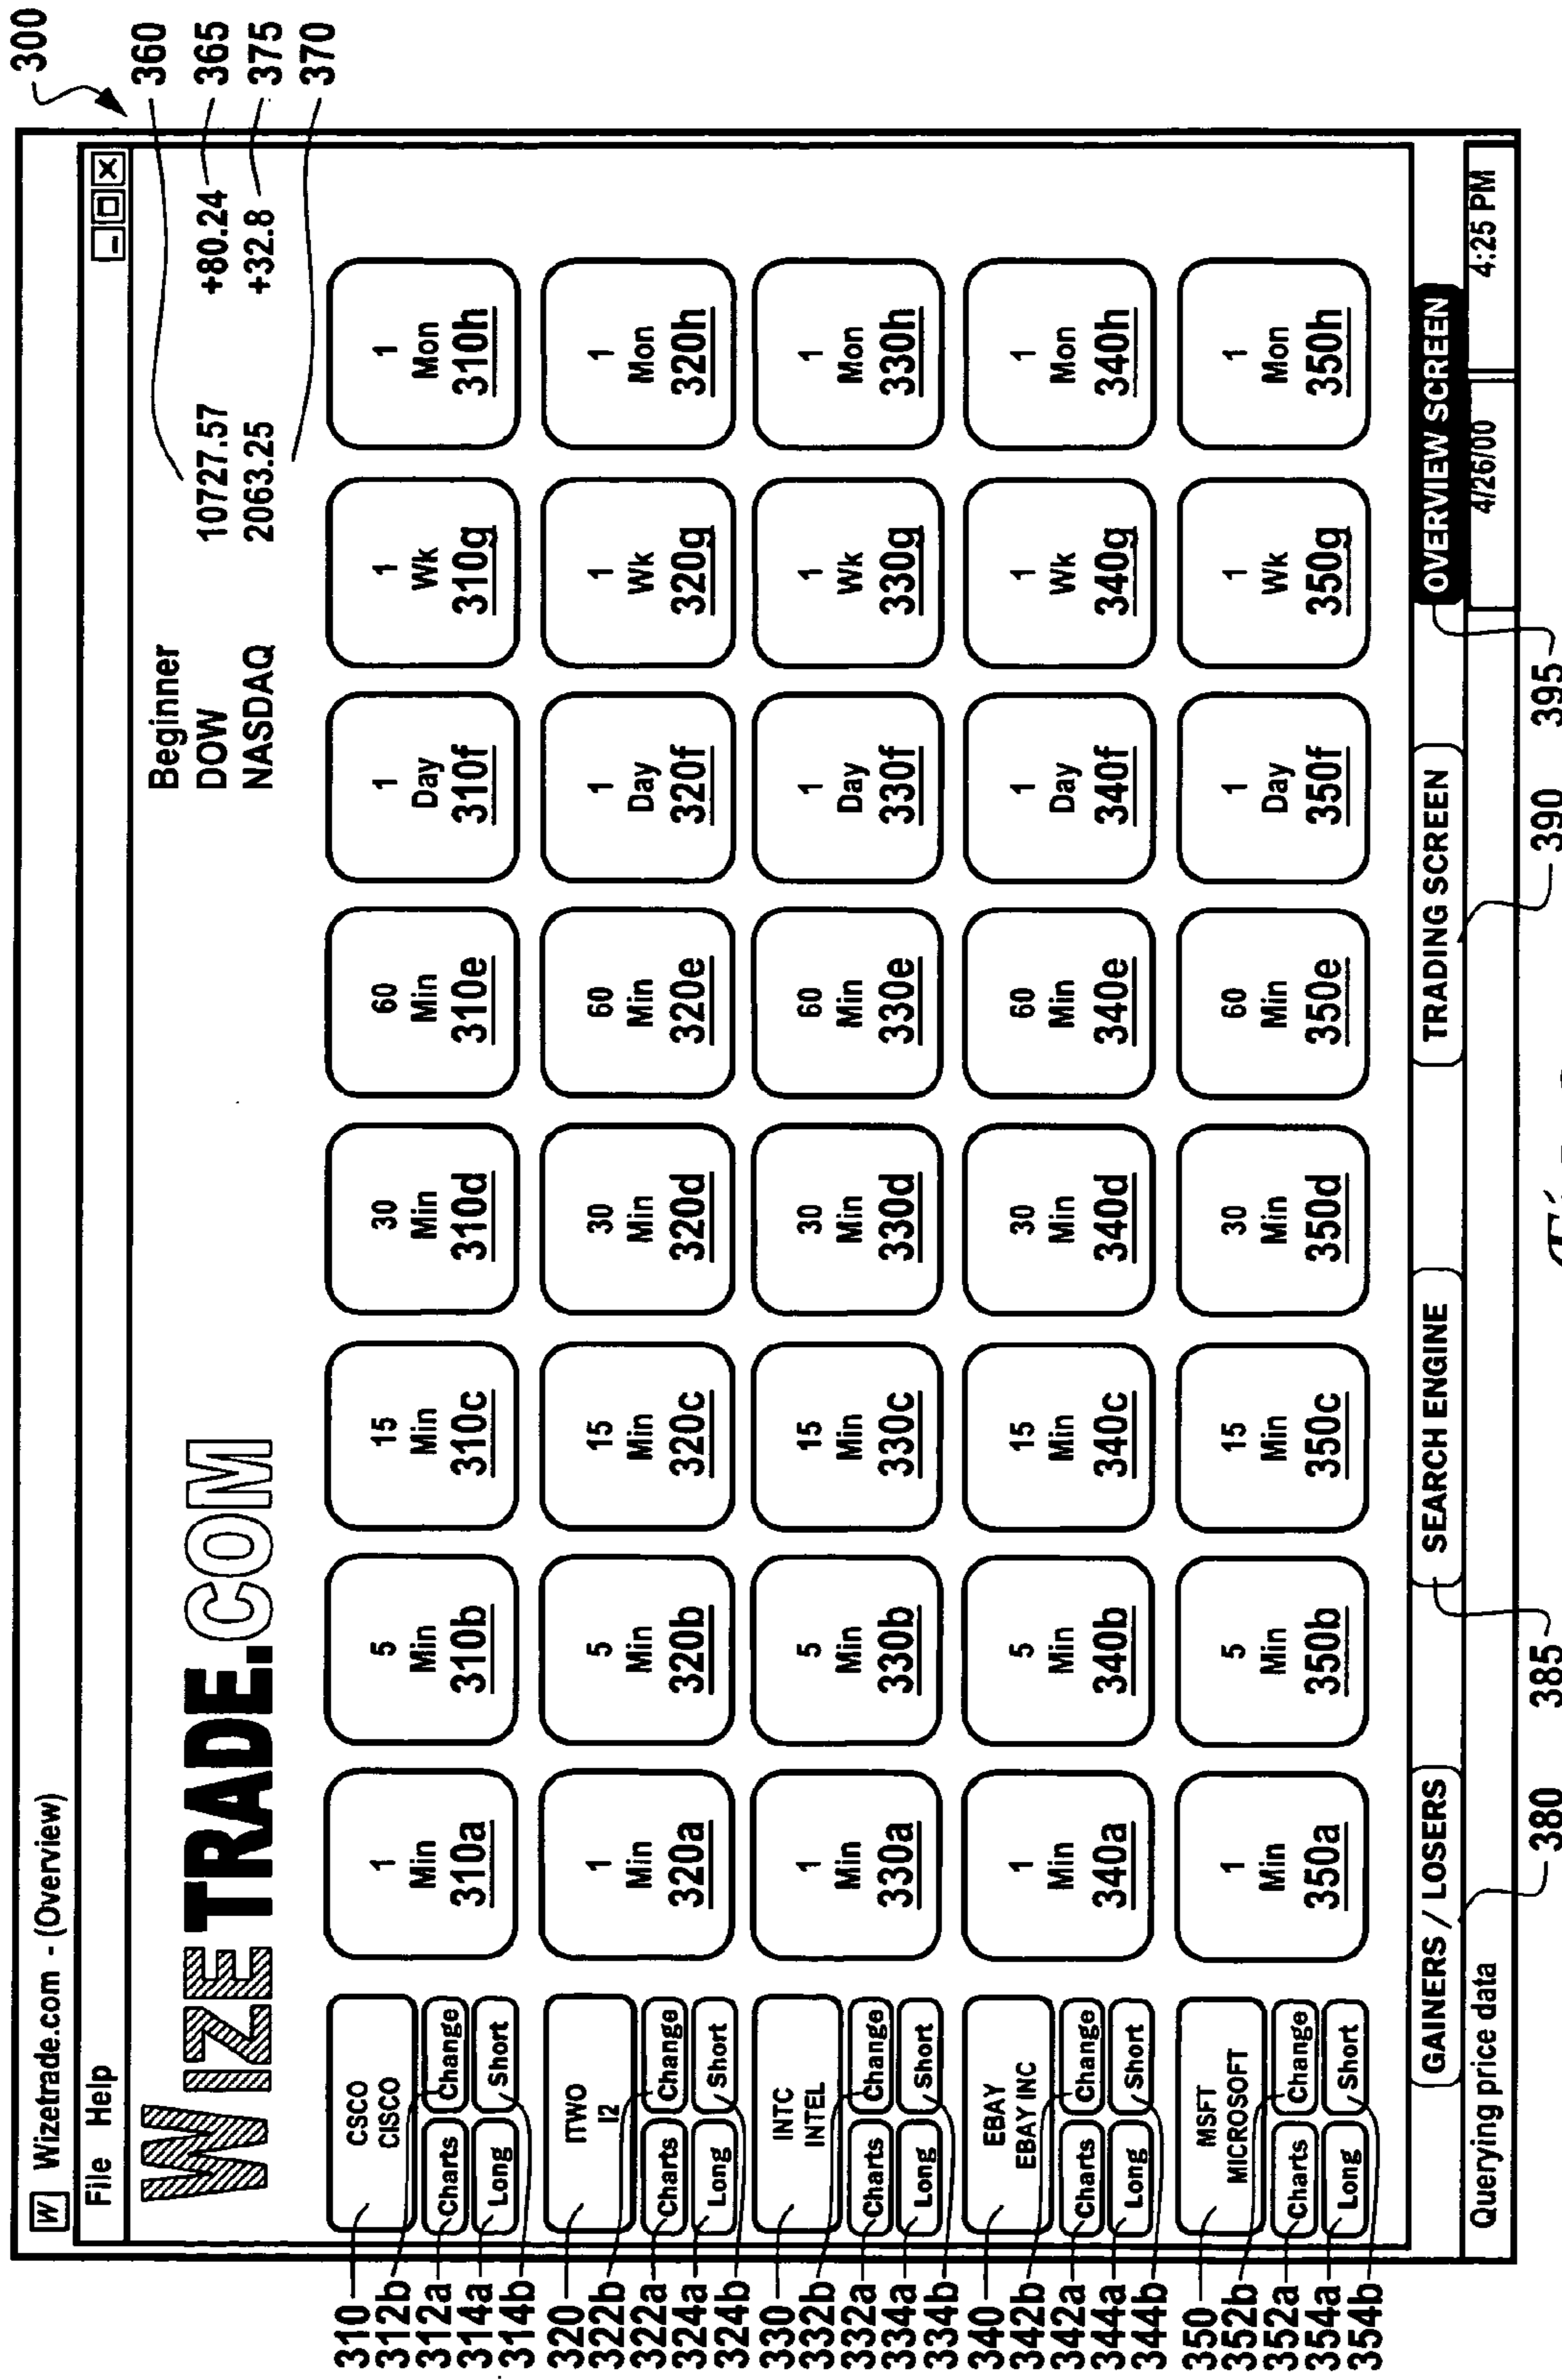 300
W Wizetrade.com - (Overview)
File Help
WIZETRADE.COM
Beginner
DOW 10727.57 +80.24
NASDAQ 2063.25 +32.8
360
365
375
370
310
312b
312a
314a
314b
CSCO
CISCO
Charts Change
Long Short
1 Min 310a
5 Min 310b
15 Min 310c
30 Min 310d
60 Min 310e
1 Day 310f
1 Wk 310g
1 Mon 310h
320
322b
322a
324a
324b
ITWO
I2
Charts Change
Long Short
1 Min 320a
5 Min 320b
15 Min 320c
30 Min 320d
60 Min 320e
1 Day 320f
1 Wk 320g
1 Mon 320h
330
332b
332a
334a
334b
INTC
INTEL
Charts Change
Long Short
1 Min 330a
5 Min 330b
15 Min 330c
30 Min 330d
60 Min 330e
1 Day 330f
1 Wk 330g
1 Mon 330h
340
342b
342a
344a
344b
EBAY
EBAY INC
Charts Change
Long Short
1 Min 340a
5 Min 340b
15 Min 340c
30 Min 340d
60 Min 340e
1 Day 340f
1 Wk 340g
1 Mon 340h
350
352b
352a
354a
354b
MSFT
MICROSOFT
Charts Change
Long Short
1 Min 350a
5 Min 350b
15 Min 350c
30 Min 350d
60 Min 350e
1 Day 350f
1 Wk 350g
1 Mon 350h
GAINERS / LOSERS SEARCH ENGINE TRADING SCREEN OVERVIEW SCREEN
Querying price data 4/26/00 4:25 PM
380 385 390 395